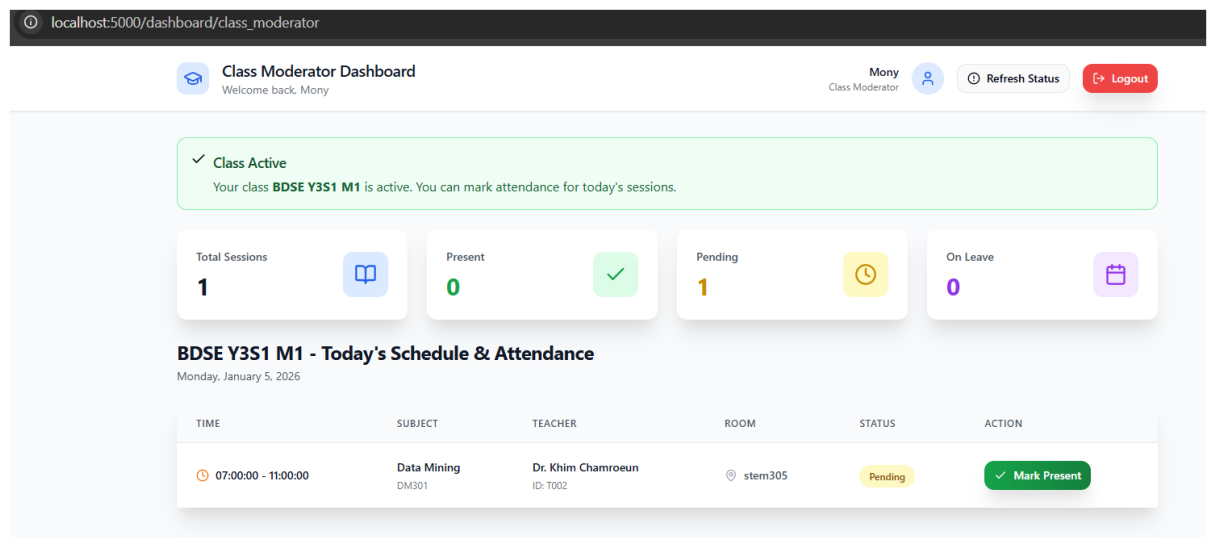 localhost:5000/dashboard/class_moderator
Class Moderator Dashboard
Welcome back, Mony
Mony
Class Moderator
Refresh Status
Logout
Class Active
Your class BDSE Y3S1 M1 is active. You can mark attendance for today's sessions.
Total Sessions
1
Present
0
Pending
1
On Leave
0
BDSE Y3S1 M1 - Today's Schedule & Attendance
Monday, January 5, 2026
TIME SUBJECT TEACHER ROOM STATUS ACTION
07:00:00 - 11:00:00 Data Mining Dr. Khim Chamroeun stem305 Pending Mark Present
DM301 ID: T002